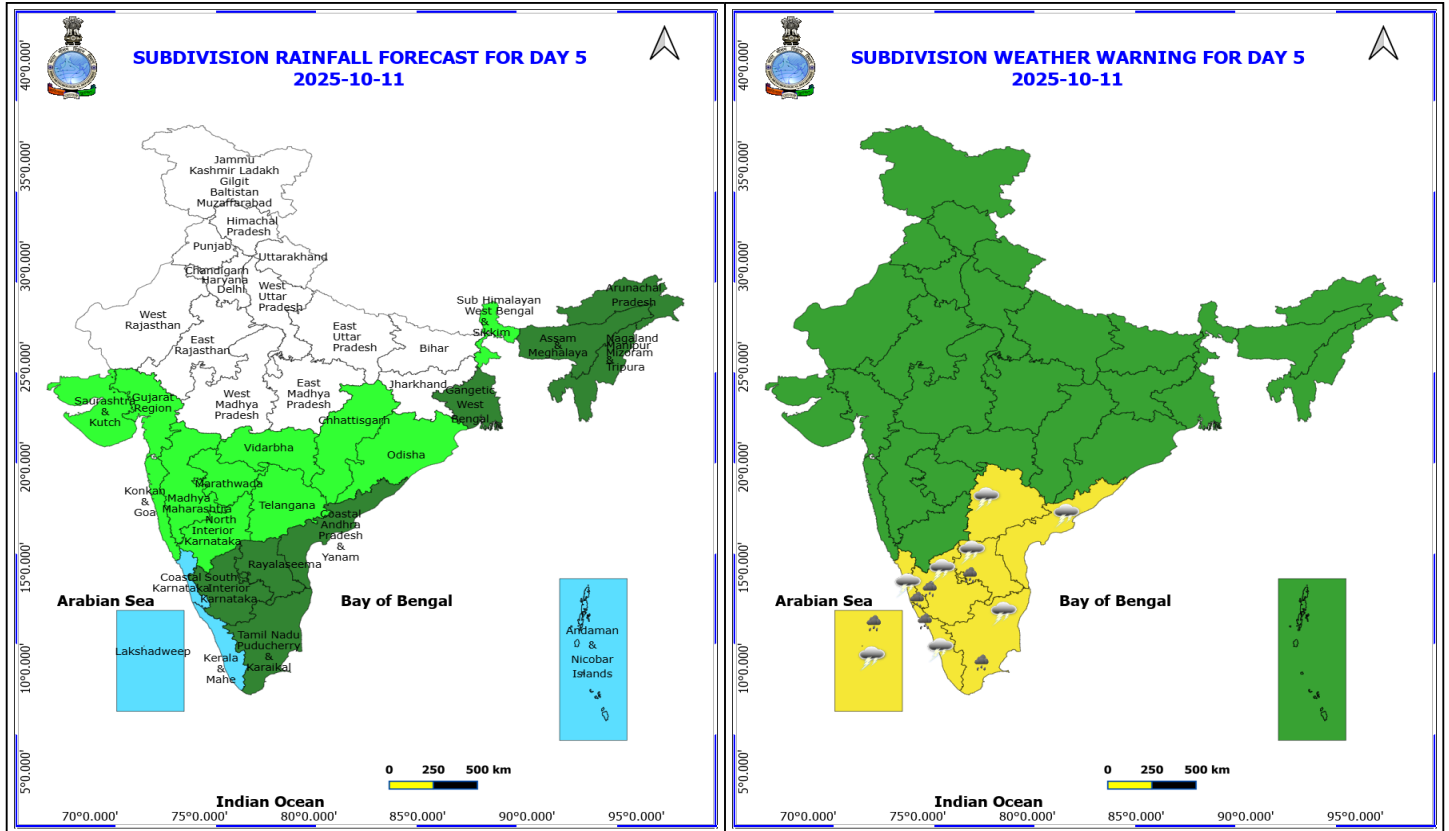 SUBDIVISION RAINFALL FORECAST FOR DAY 5
2025-10-11
40°0.000'
35°0.000'
30°0.000'
25°0.000'
20°0.000'
15°0.000'
10°0.000'
5°0.000'
Jammu
Kashmir Ladakh
Gilgit
Baltistan
Muzaffarabad
Himachal
Pradesh
Punjab
Uttarakhand
Chandigarh
Haryana
Delhi
West
Uttar
Pradesh
West
Rajasthan
East
Rajasthan
East
Uttar
Pradesh
Bihar
Sub Himalayan
West Bengal
&
Sikkim
Arunachal
Pradesh
Assam
&
Meghalaya
Nagaland
Manipur
Mizoram
&
Tripura
Jharkhand
Gangetic
West
Bengal
West
Madhya
Pradesh
East
Madhya
Pradesh
Gujarat
Region
Saurashtra
&
Kutch
Chhattisgarh
Odisha
Vidarbha
Marathwada
Konkan
&
Goa
Madhya
Maharashtra
North
Interior
Karnataka
Telangana
Coastal
Andhra
Pradesh
&
Yanam
Rayalaseema
Coastal
Karnataka
South
Interior
Karnataka
Tamil Nadu
Puducherry
&
Karaikal
Kerala
&
Mahe
Arabian Sea
Lakshadweep
Bay of Bengal
Andaman
&
Nicobar
Islands
0 250 500 km
Indian Ocean
70°0.000' 75°0.000' 80°0.000' 85°0.000' 90°0.000' 95°0.000'
SUBDIVISION WEATHER WARNING FOR DAY 5
2025-10-11
40°0.000'
35°0.000'
30°0.000'
25°0.000'
20°0.000'
15°0.000'
10°0.000'
5°0.000'
Arabian Sea
Bay of Bengal
0 250 500 km
Indian Ocean
70°0.000' 75°0.000' 80°0.000' 85°0.000' 90°0.000' 95°0.000'